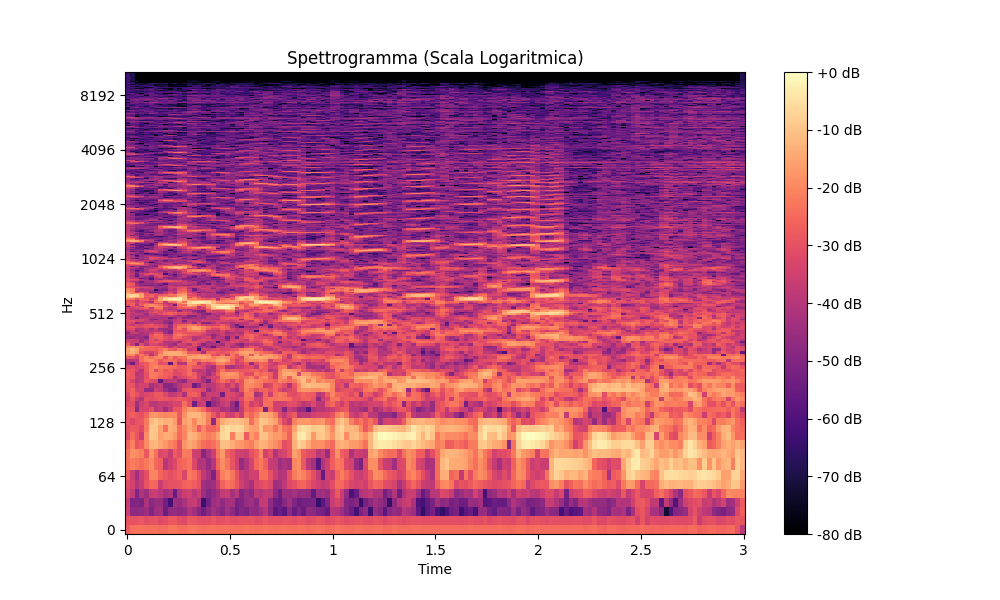 Spettrogramma (Scala Logaritmica)
Hz
8192
4096
2048
1024
512
256
128
64
0
0
0.5
1
1.5
2
2.5
3
Time
+0 dB
-10 dB
-20 dB
-30 dB
-40 dB
-50 dB
-60 dB
-70 dB
-80 dB